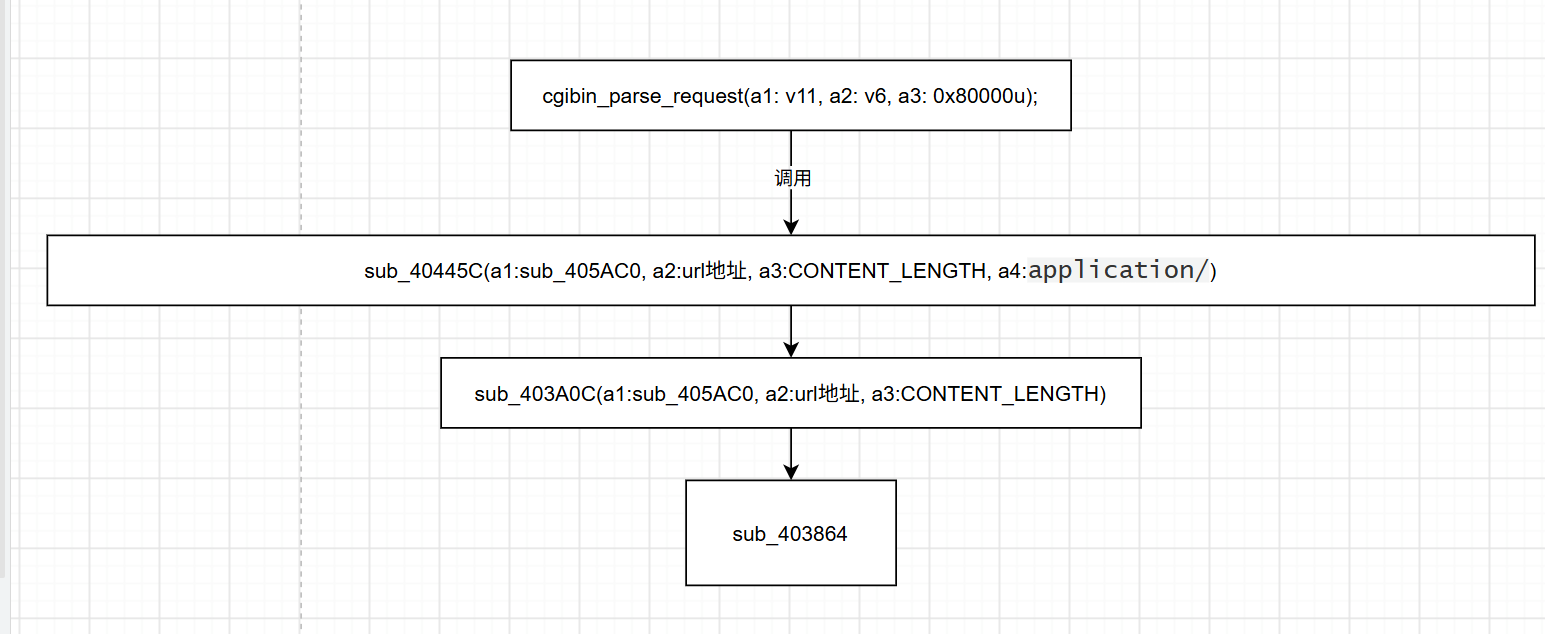 cgibin_parse_request(a1: v11, a2: v6, a3: 0x80000u);
调用
sub_40445C(a1:sub_405AC0, a2:url地址, a3:CONTENT_LENGTH, a4:application/)
sub_403A0C(a1:sub_405AC0, a2:url地址, a3:CONTENT_LENGTH)
sub_403864